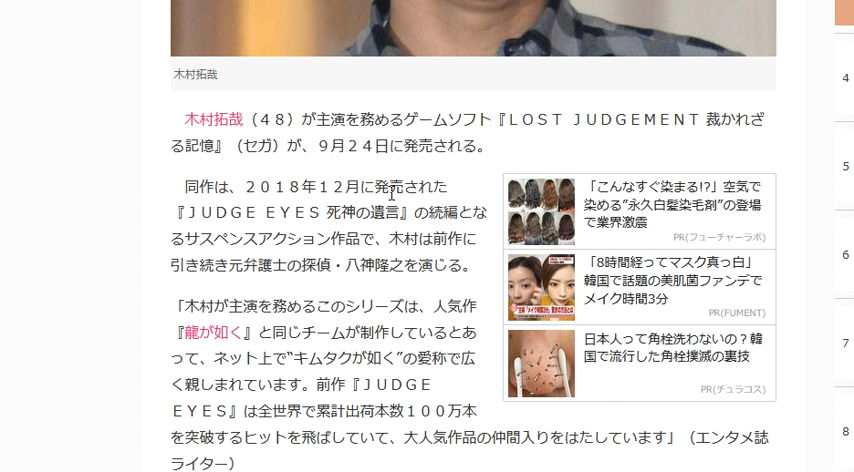 木村拓哉
木村拓哉（４８）が主演を務めるゲームソフト『ＬＯＳＴ ＪＵＤＧＥＭＥＮＴ 裁かれざ
る記憶』（セガ）が、９月２４日に発売される。
同作は、２０１８年１２月に発売された
『ＪＵＤＧＥ ＥＹＥＳ 死神の遺言』の続編とな
るサスペンスアクション作品で、木村は前作に
引き続き元弁護士の探偵・八神隆之を演じる。
「木村が主演を務めるこのシリーズは、人気作
『龍が如く』と同じチームが制作しているとあ
って、ネット上で“キムタクが如く”の愛称で広
く親しまれています。前作『ＪＵＤＧＥ
ＥＹＥＳ』は全世界で累計出荷本数１００万本
を突破するヒットを飛ばしていて、大人気作品の仲間入りをはたしています」（エンタメ誌
ライター）
「こんなすぐ染まる!?」空気で
染める”永久白髪染毛剤”の登場
で業界激震
PR(フューチャーラボ)
「8時間経ってマスク真っ白」
韓国で話題の美肌菌ファンデで
メイク時間3分
PR(FUMENT)
日本人って角栓洗わないの？韓
国で流行した角栓撲滅の裏技
PR(チュラコス)
4
5
6
7
8